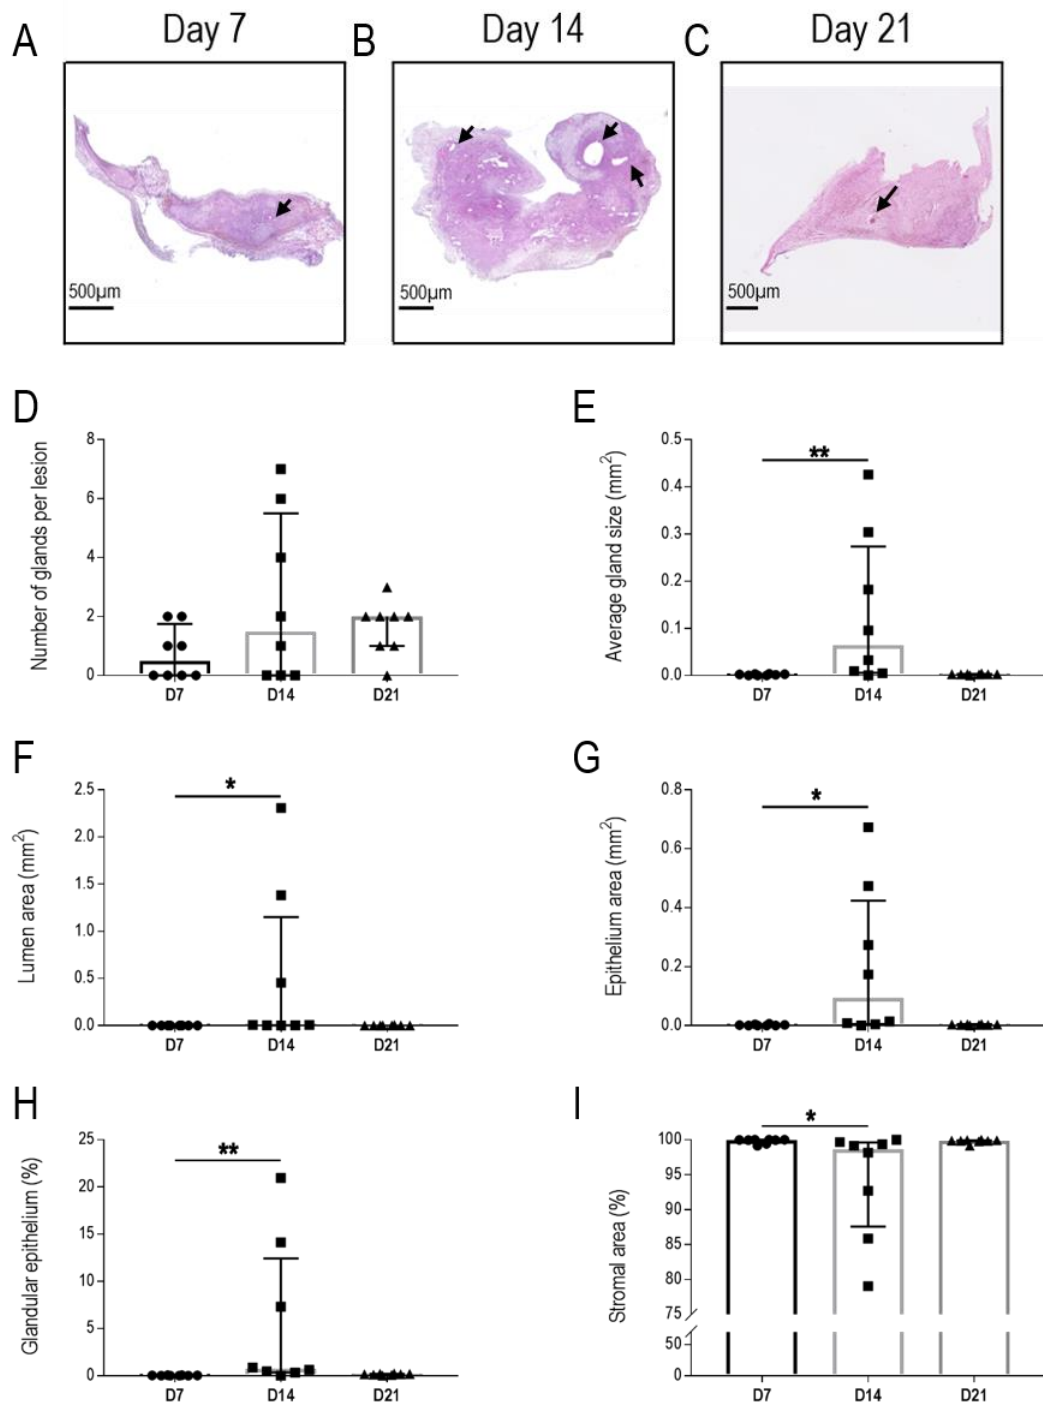 A Day 7 B Day 14 C Day 21
500µm 500µm 500µm
D
Number of glands per lesion
8
6
4
2
0
D7 D14 D21
E
Average gland size (mm²)
**
0.5
0.4
0.3
0.2
0.1
0.0
D7 D14 D21
F
Lumen area (mm²)
*
2.5
2.0
1.5
1.0
0.5
0.0
D7 D14 D21
G
Epithelium area (mm²)
*
0.8
0.6
0.4
0.2
0.0
D7 D14 D21
H
Glandular epithelium (%)
**
25
20
15
10
5
0
D7 D14 D21
I
Stromal area (%)
*
100
95
90
85
80
75
50
0
D7 D14 D21